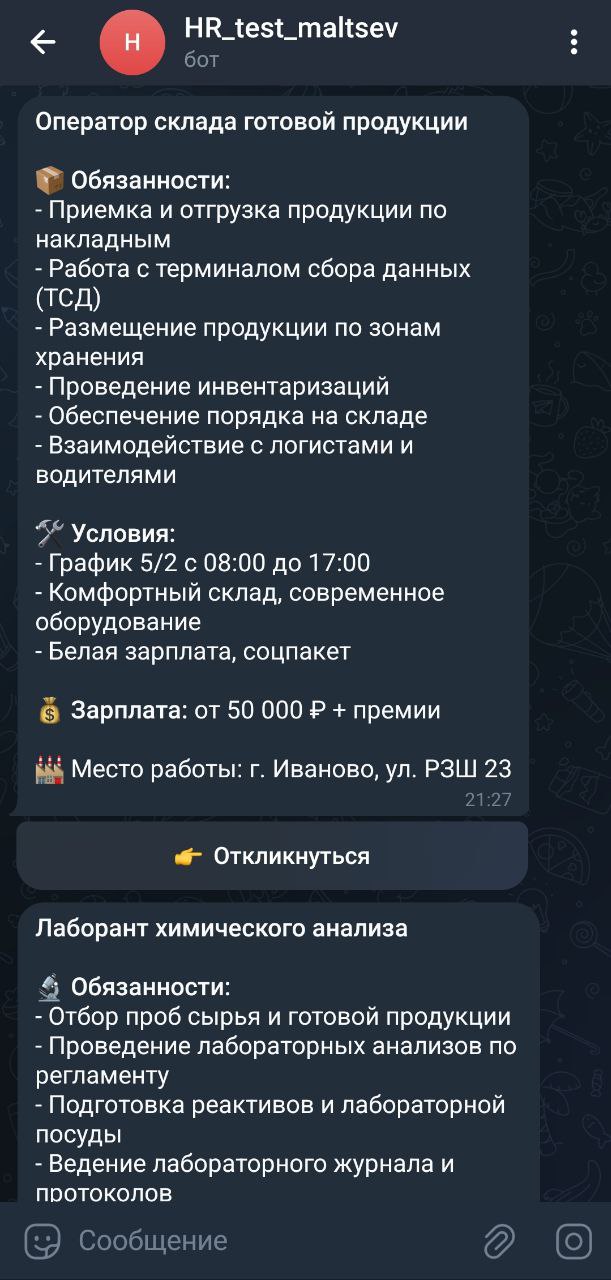 H
HR_test_maltsev
бот
Оператор склада готовой продукции
📦 Обязанности:
- Приемка и отгрузка продукции по
накладным
- Работа с терминалом сбора данных
(ТСД)
- Размещение продукции по зонам
хранения
- Проведение инвентаризаций
- Обеспечение порядка на складе
- Взаимодействие с логистами и
водителями
🛠 Условия:
- График 5/2 с 08:00 до 17:00
- Комфортный склад, современное
оборудование
- Белая зарплата, соцпакет
💰 Зарплата: от 50 000 ₽ + премии
🏭 Место работы: г. Иваново, ул. РЗШ 23
21:27
👉 Откликнуться
Лаборант химического анализа
🔬 Обязанности:
- Отбор проб сырья и готовой продукции
- Проведение лабораторных анализов по
регламенту
- Подготовка реактивов и лабораторной
посуды
- Ведение лабораторного журнала и
протоколов
Сообщение